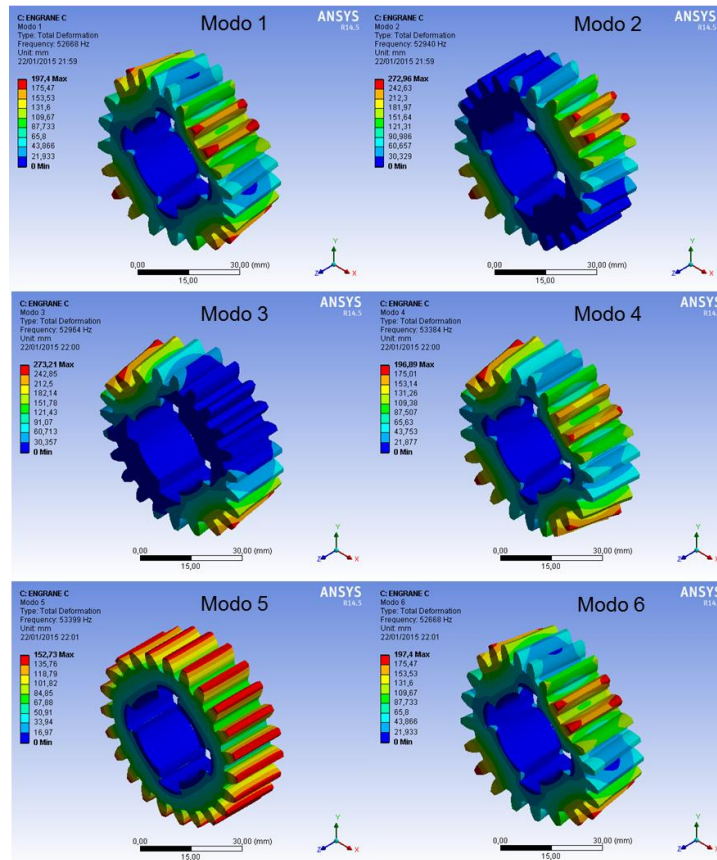 C: ENGRANE C
Modo 1
Type: Total Deformation
Frequency: 52668 Hz
Unit: mm
22/01/2015 21:59
197,4 Max
175,47
153,53
131,6
109,67
87,733
65,8
43,866
21,933
0 Min
Modo 1
ANSYS
R14.5
0,00
30,00 (mm)
15,00
Y
Z
X
C: ENGRANE C
Modo 2
Type: Total Deformation
Frequency: 52940 Hz
Unit: mm
22/01/2015 21:59
272,96 Max
242,63
212,3
181,97
151,64
121,31
90,986
60,657
30,329
0 Min
Modo 2
ANSYS
R14.5
0,00
30,00 (mm)
15,00
Y
Z
X
C: ENGRANE C
Modo 3
Type: Total Deformation
Frequency: 52964 Hz
Unit: mm
22/01/2015 22:00
273,21 Max
242,85
212,5
182,14
151,78
121,43
91,07
60,713
30,357
0 Min
Modo 3
ANSYS
R14.5
0,00
30,00 (mm)
15,00
Y
Z
X
C: ENGRANE C
Modo 4
Type: Total Deformation
Frequency: 53384 Hz
Unit: mm
22/01/2015 22:00
196,89 Max
175,01
153,14
131,26
109,38
87,507
65,63
43,753
21,877
0 Min
Modo 4
ANSYS
R14.5
0,00
30,00 (mm)
15,00
Y
Z
X
C: ENGRANE C
Modo 5
Type: Total Deformation
Frequency: 53399 Hz
Unit: mm
22/01/2015 22:01
152,73 Max
135,76
118,79
101,82
84,85
67,88
50,91
33,94
16,97
0 Min
Modo 5
ANSYS
R14.5
0,00
30,00 (mm)
15,00
Y
Z
X
C: ENGRANE C
Modo 6
Type: Total Deformation
Frequency: 52668 Hz
Unit: mm
22/01/2015 22:01
197,4 Max
175,47
153,53
131,6
109,67
87,733
65,8
43,866
21,933
0 Min
Modo 6
ANSYS
R14.5
0,00
30,00 (mm)
15,00
Y
Z
X